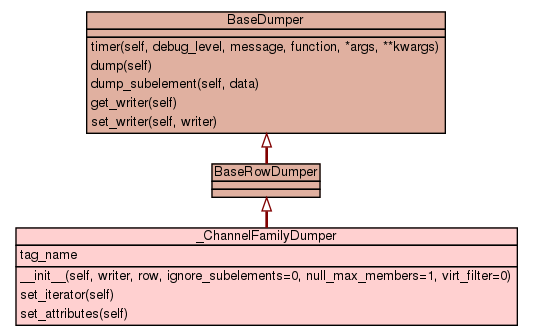 BaseDumper
timer(self, debug_level, message, function, *args, **kwargs)
dump(self)
dump_subelement(self, data)
get_writer(self)
set_writer(self, writer)
BaseRowDumper
_ChannelFamilyDumper
tag_name
__init__(self, writer, row, ignore_subelements=0, null_max_members=1, virt_filter=0)
set_iterator(self)
set_attributes(self)